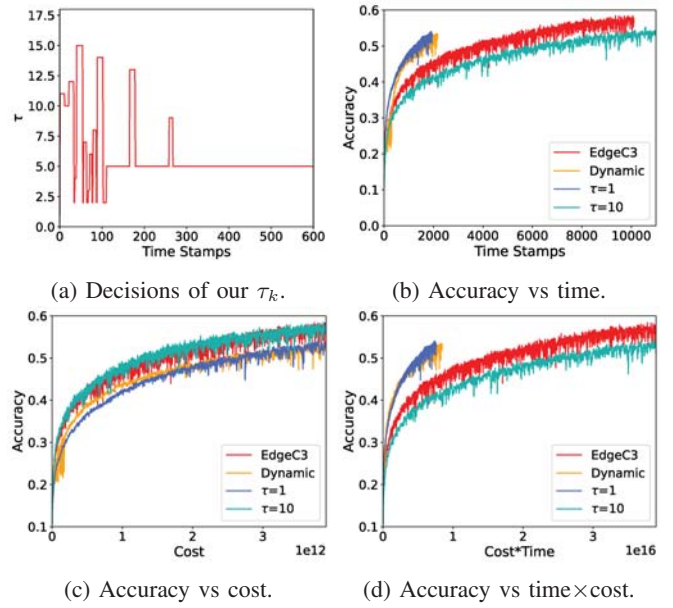 17.5
15.0
12.5
10.0
7.5
5.0
2.5
0.0
τ
0 100 200 300 400 500 600
Time Stamps
(a) Decisions of our τk.
0.6
0.5
0.4
0.3
0.2
0.1
0.0
Accuracy
EdgeC3
Dynamic
τ=1
τ=10
0 2000 4000 6000 8000 10000
Time Stamps
(b) Accuracy vs time.
0.6
0.5
0.4
0.3
0.2
0.1
Accuracy
EdgeC3
Dynamic
τ=1
τ=10
0 1 2 3
Cost 1e12
(c) Accuracy vs cost.
0.6
0.5
0.4
0.3
0.2
0.1
Accuracy
EdgeC3
Dynamic
τ=1
τ=10
0 1 2 3
Cost*Time 1e16
(d) Accuracy vs time×cost.